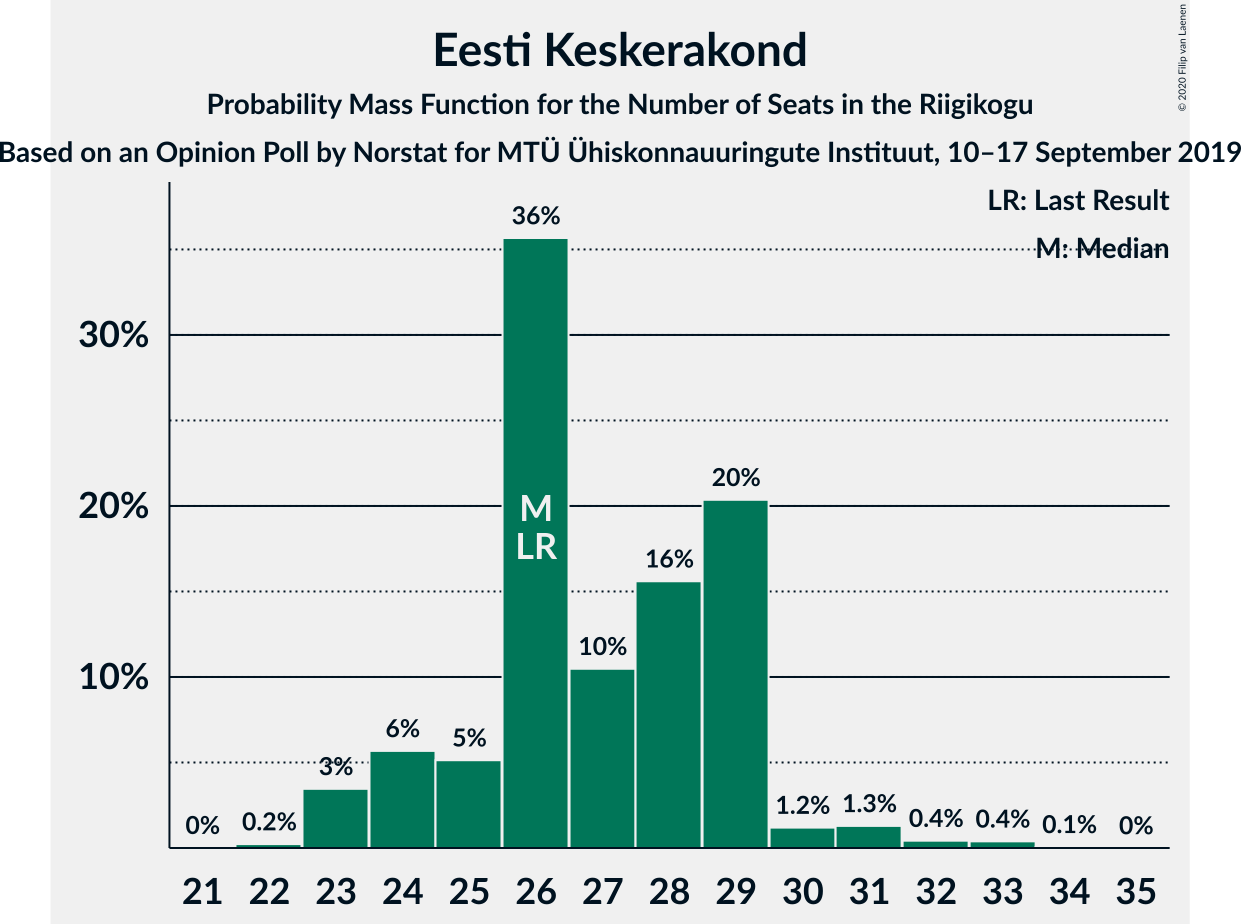 Eesti Keskerakond
Probability Mass Function for the Number of Seats in the Riigikogu
Based on an Opinion Poll by Norstat for MTÜ Ühiskonnauuringute Instituut, 10–17 September 2019
© 2020 Filip van Laenen
LR: Last Result
M: Median
36%
30%
20%
20%
M
LR
16%
10%
10%
6%
5%
3%
0% 0.2% 1.2% 1.3% 0.4% 0.4% 0.1% 0%
21 22 23 24 25 26 27 28 29 30 31 32 33 34 35